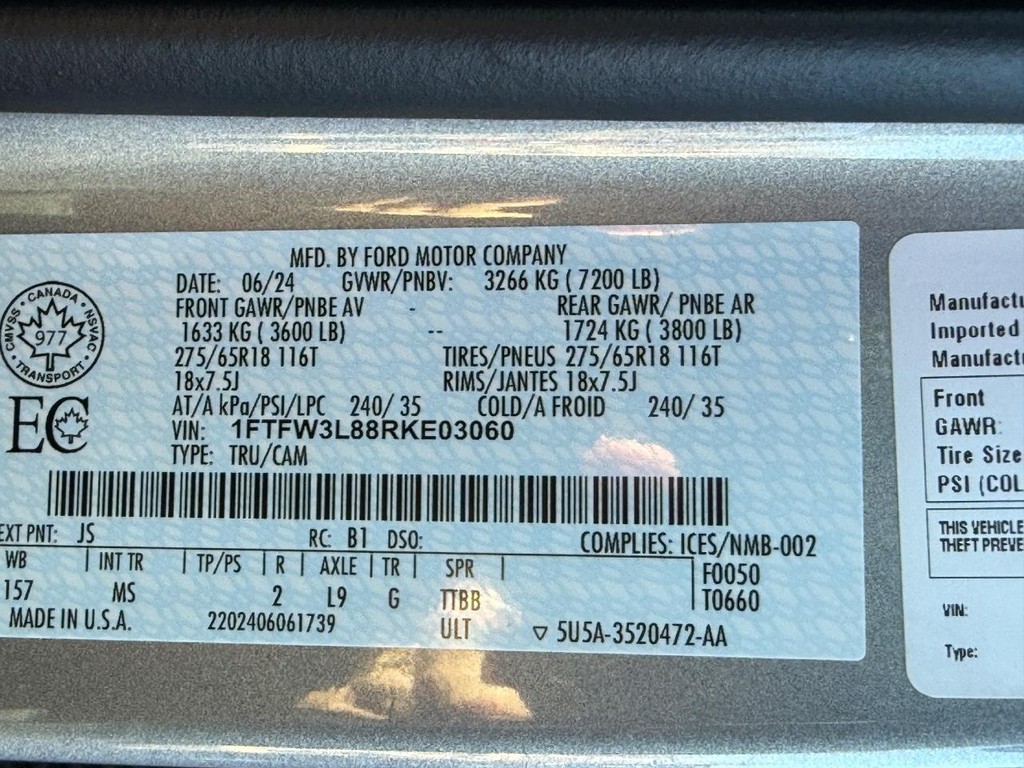 MFD. BY FORD MOTOR COMPANY
DATE: 06/24 GVWR/PNBV: 3266 KG ( 7200 LB)
FRONT GAWR/PNBE AV - REAR GAWR/ PNBE AR
1633 KG ( 3600 LB) -- 1724 KG ( 3800 LB)
275/65R18 116T TIRES/PNEUS 275/65R18 116T
18x7.5J RIMS/JANTES 18x7.5J
AT/A kPa/PSI/LPC 240/ 35 COLD/A FROID 240/ 35
VIN: 1FTFW3L88RKE03060
TYPE: TRU/CAM
CANADA
CMVSS 977 NSVAC
TRANSPORT
EC
EXT PNT: JS RC: B1 DSO: COMPLIES: ICES/NMB-002
WB | INT TR | TP/PS | R | AXLE | TR | SPR | F0050
157 MS 2 L9 G TTBB T0660
MADE IN U.S.A. 2202406061739 ULT ▽ 5U5A-3520472-AA
Manufactu
Imported
Manufactu
Front
GAWR:
Tire Size
PSI (COL
THIS VEHICLE
THEFT PREVE
VIN:
Type: